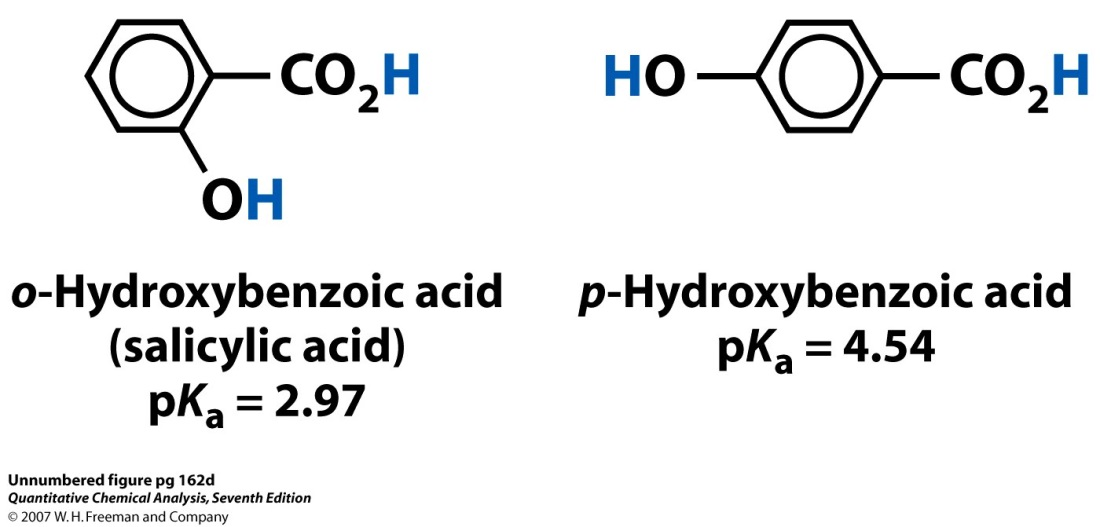 CO₂H
OH
HO
CO₂H
o-Hydroxybenzoic acid
(salicylic acid)
pKₐ = 2.97
p-Hydroxybenzoic acid
pKₐ = 4.54
Unnumbered figure pg 162d
Quantitative Chemical Analysis, Seventh Edition
© 2007 W. H. Freeman and Company